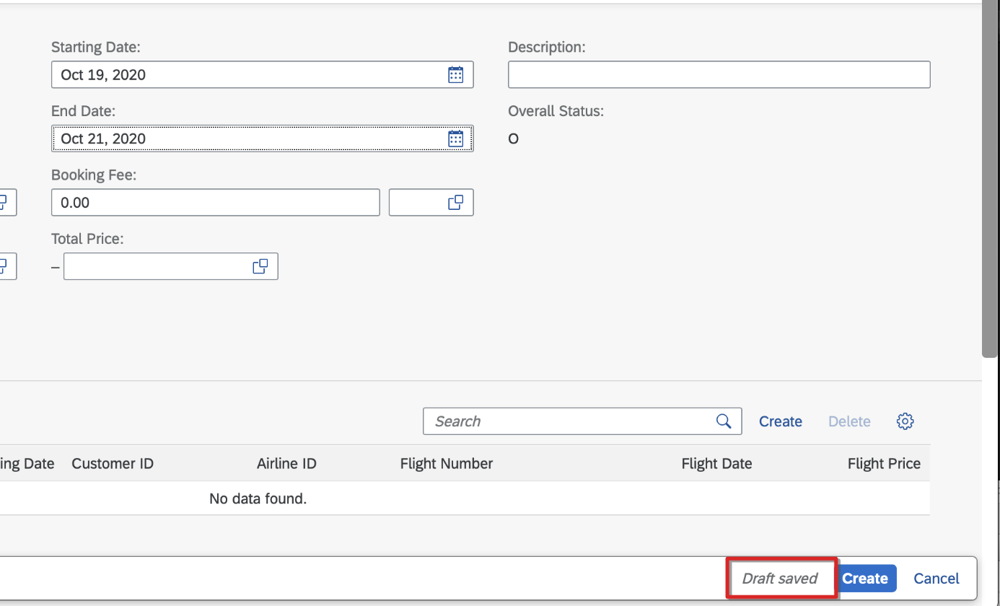 Starting Date:
Description:
Oct 19, 2020
End Date:
Overall Status:
Oct 21, 2020
O
Booking Fee:
0.00
Total Price:
–
Search
Create
Delete
ing Date Customer ID Airline ID Flight Number Flight Date Flight Price
No data found.
Draft saved
Create
Cancel